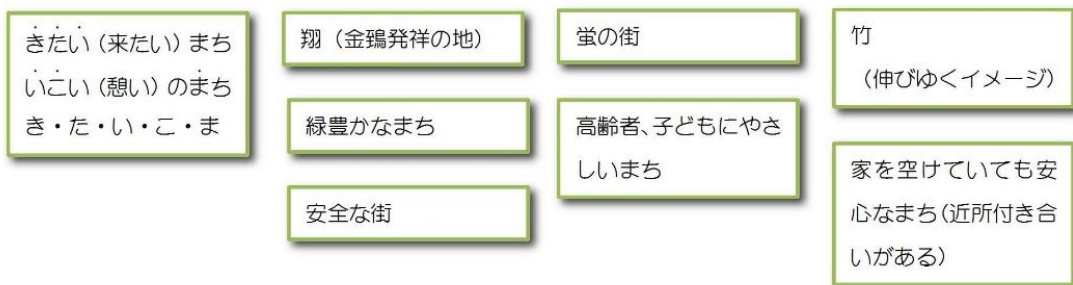 きたい（来たい）まち
いこい（憩い）のまち
き・た・い・こ・ま
翔（金鵄発祥の地）
緑豊かなまち
安全な街
蛍の街
高齢者、子どもにやさ
しいまち
竹
（伸びゆくイメージ）
家を空けていても安
心なまち（近所付き合
いがある）